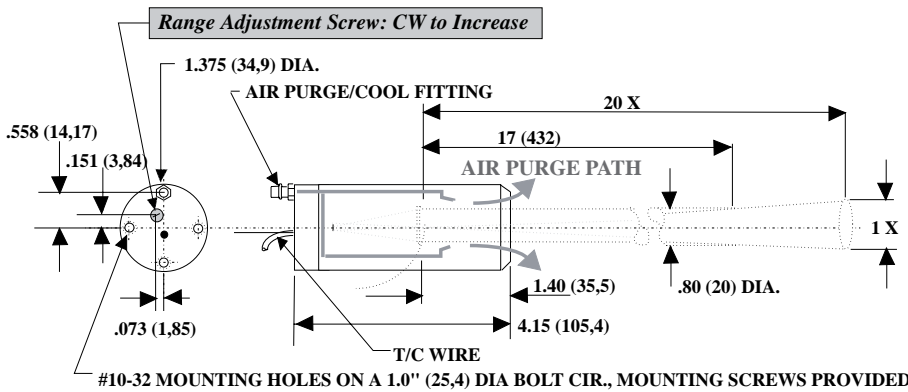 Range Adjustment Screw: CW to Increase
1.375 (34,9) DIA.
AIR PURGE/COOL FITTING
20 X
.558 (14,17)
17 (432)
.151 (3,84)
AIR PURGE PATH
1 X
1.40 (35,5)
.80 (20) DIA.
.073 (1,85)
4.15 (105,4)
T/C WIRE
#10-32 MOUNTING HOLES ON A 1.0" (25,4) DIA BOLT CIR., MOUNTING SCREWS PROVIDED